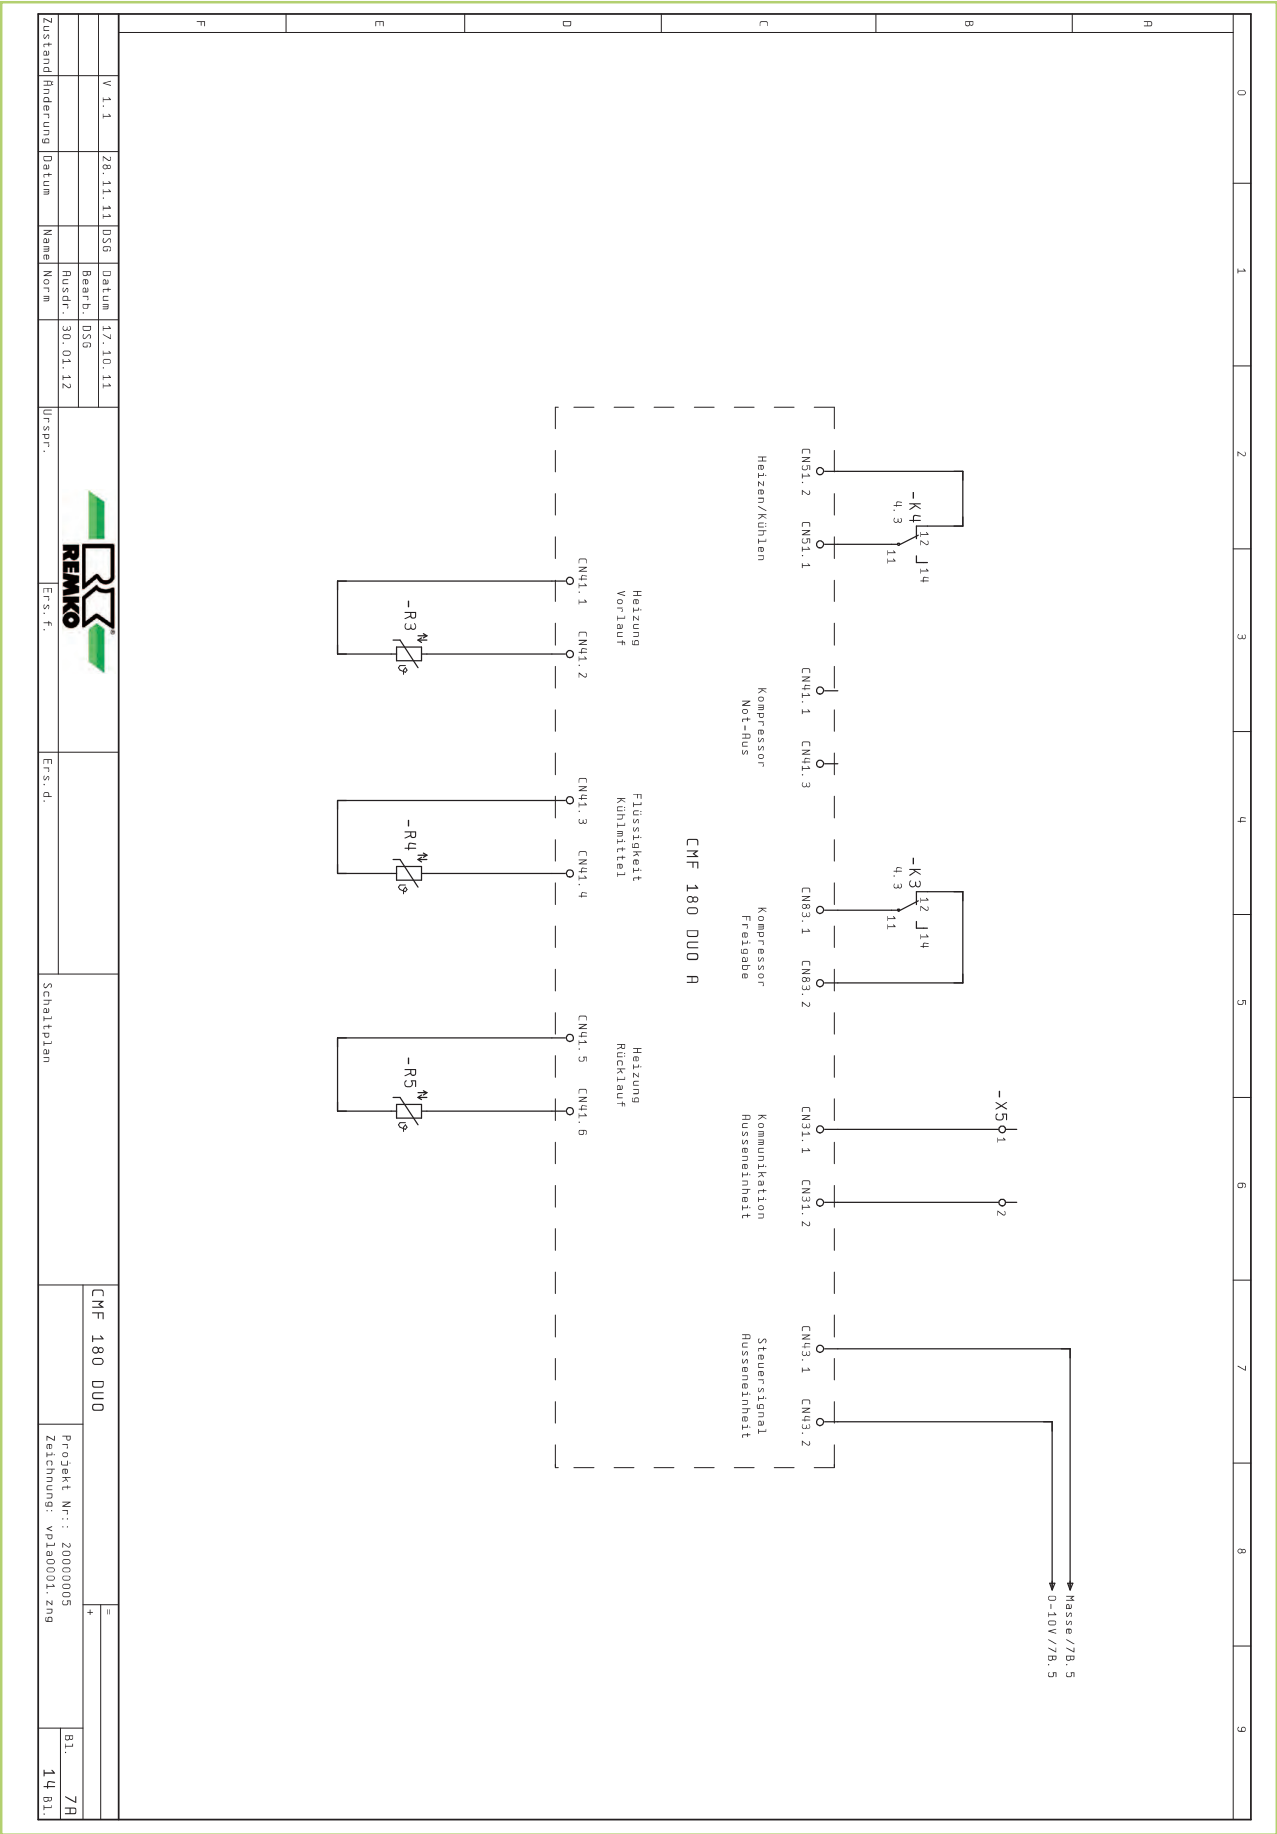 0 1 2 3 4 5 6 7 8 9
A
B
C
D
E
F
Masse/7B.5
0-10V/7B.5
-X5
1 2
-K4
4.3
12 14
11
-K3
4.3
12 14
11
CN51.2 CN51.1 CN41.1 CN41.3 CN83.1 CN83.2 CN31.1 CN31.2 CN43.1 CN43.2
Heizen/Kühlen
Kompressor
Not-Aus
Kompressor
Freigabe
Kommunikation
Ausseneinheit
Steuersignal
Ausseneinheit
CMF 180 DUO A
Heizung
Vorlauf
Flüssigkeit
Kühlmittel
Heizung
Rücklauf
CN41.1 CN41.2 CN41.3 CN41.4 CN41.5 CN41.6
-R3
-R4
-R5
ϑ
ϑ
ϑ
V 1.1 28.11.11 DSG Datum 17.10.11
Bearb. DSG
Ausdr. 30.01.12
Zustand Änderung Datum Name Norm
Urspr.
Ers.f.
Ers.d.
REMKO
®
Schaltplan
CMF 180 DUO
=
+
Projekt Nr.: 20000005
Zeichnung: vpla0001.zng
Bl. 7A
14 Bl.